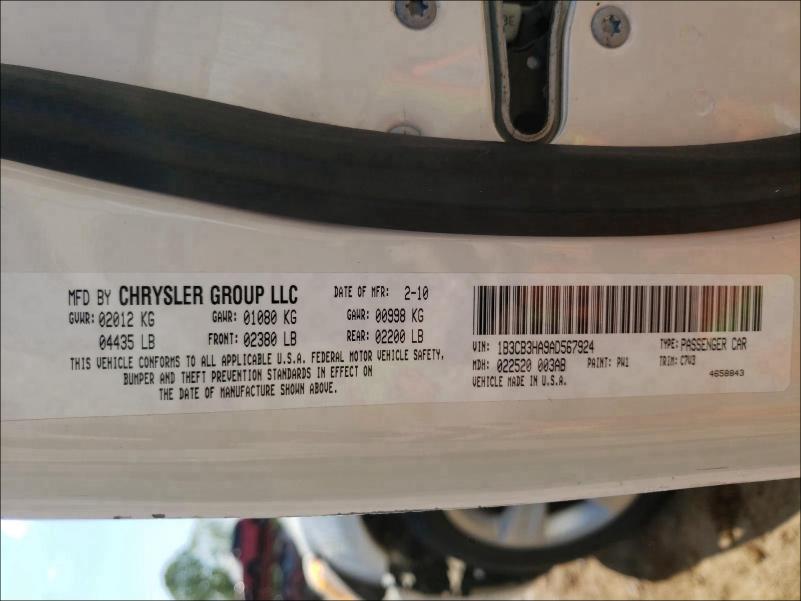 MFD BY CHRYSLER GROUP LLC DATE OF MFR: 2-10
GVWR: 02012 KG GAWR: 01080 KG GAWR: 00998 KG
04435 LB FRONT: 02380 LB REAR: 02200 LB
THIS VEHICLE CONFORMS TO ALL APPLICABLE U.S.A. FEDERAL MOTOR VEHICLE SAFETY,
BUMPER AND THEFT PREVENTION STANDARDS IN EFFECT ON
THE DATE OF MANUFACTURE SHOWN ABOVE.
VIN: 1B3CB3HA9AD567924 TYPE: PASSENGER CAR
MDH: 022520 003AB PAINT: PW1 TRIM: C7V3
VEHICLE MADE IN U.S.A. 4658843